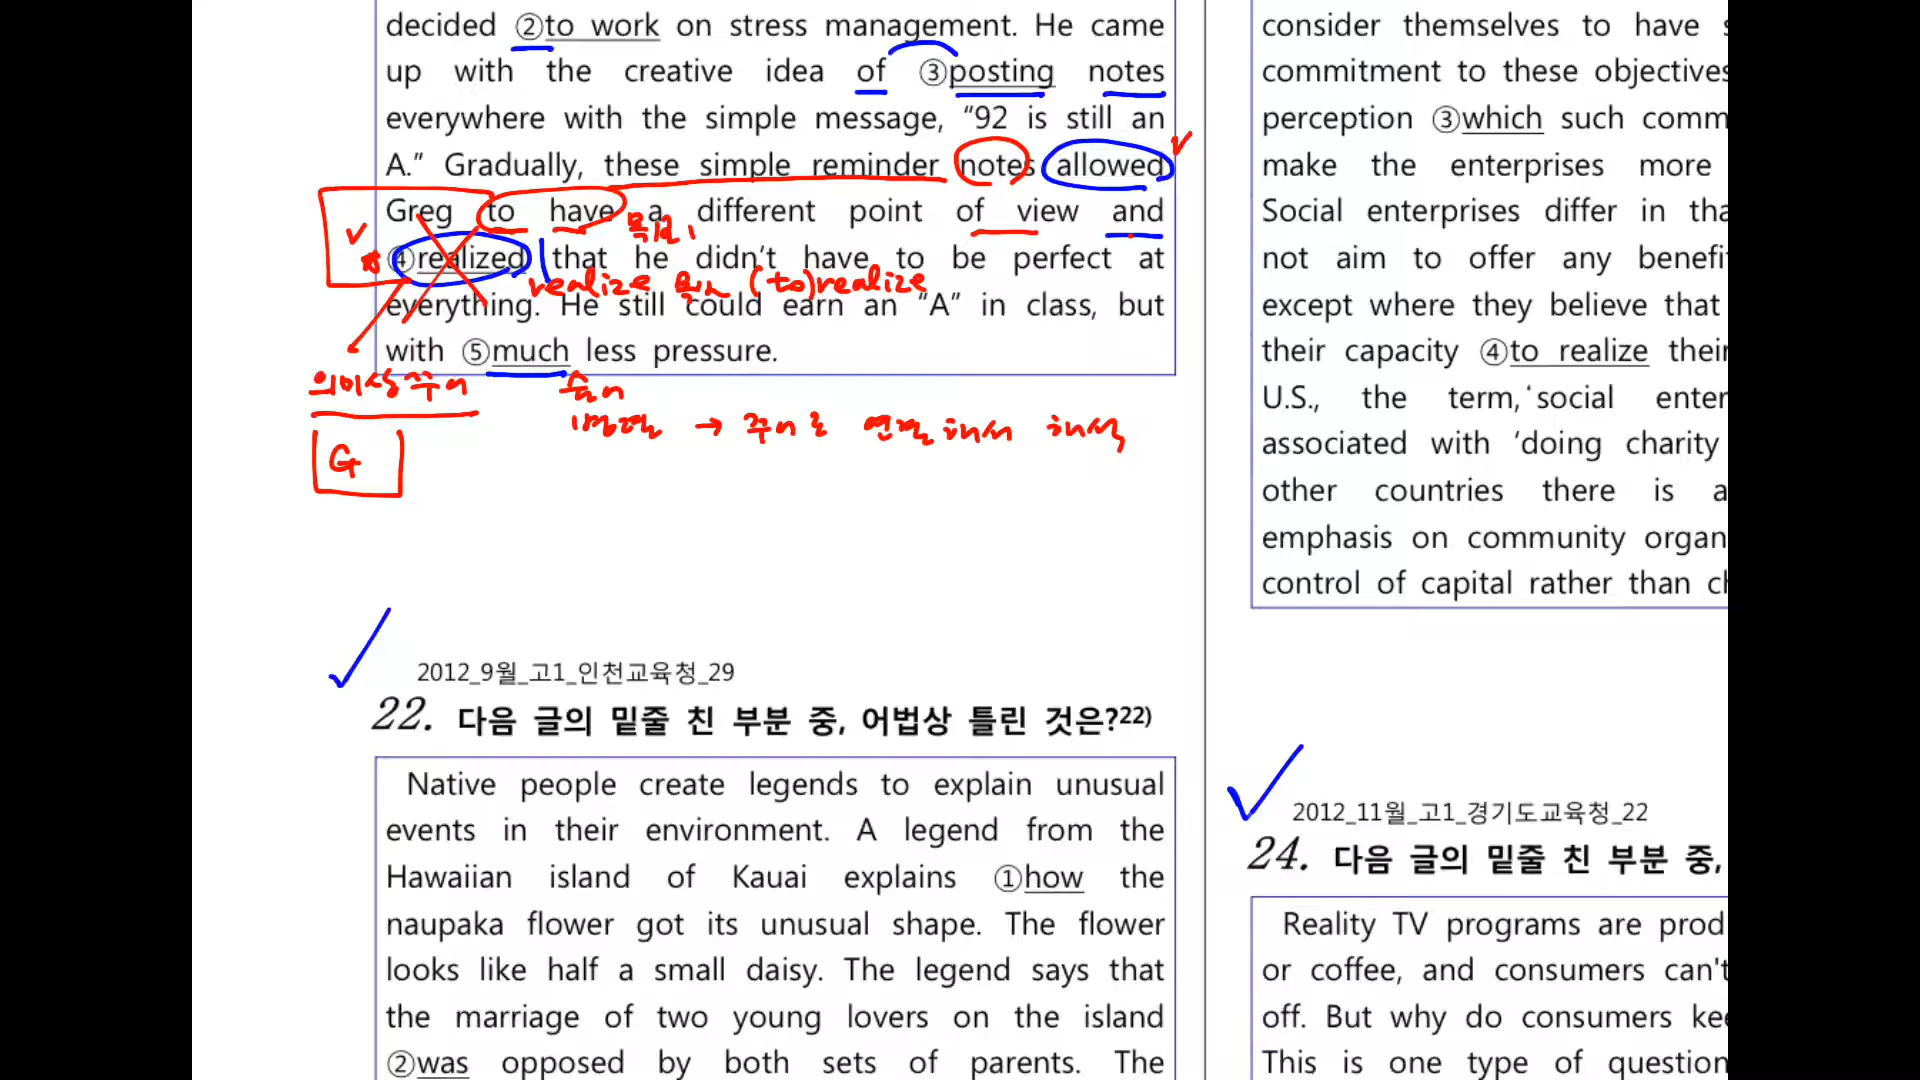 decided ②to work on stress management. He came
up with the creative idea of ③posting notes
everywhere with the simple message, “92 is still an
A.” Gradually, these simple reminder notes allowed
Greg to have a different point of view and
④realized that he didn’t have to be perfect at
realize (to)realize
everything. He still could earn an “A” in class, but
with ⑤much less pressure.
의미상주어
→ 주어로 연결해서 해석
G
2012_9월_고1_인천교육청_29
22. 다음 글의 밑줄 친 부분 중, 어법상 틀린 것은?22)
Native people create legends to explain unusual
events in their environment. A legend from the
Hawaiian island of Kauai explains ①how the
naupaka flower got its unusual shape. The flower
looks like half a small daisy. The legend says that
the marriage of two young lovers on the island
②was opposed by both sets of parents. The
consider themselves to have
commitment to these objectives
perception ③which such comm
make the enterprises more
Social enterprises differ in tha
not aim to offer any benefi
except where they believe that
their capacity ④to realize their
U.S., the term, ‘social enter
associated with ‘doing charity
other countries there is a
emphasis on community organ
control of capital rather than ch
2012_11월_고1_경기도교육청_22
24. 다음 글의 밑줄 친 부분 중,
Reality TV programs are prod
or coffee, and consumers can't
off. But why do consumers kee
This is one type of question